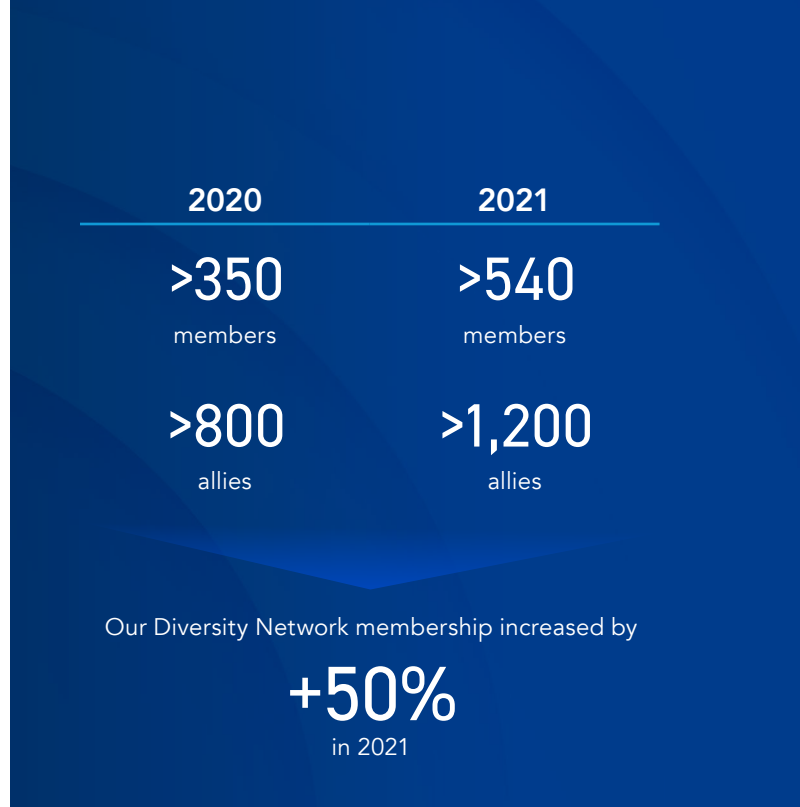 2020 2021
>350 >540
members members
>800 >1,200
allies allies
Our Diversity Network membership increased by
+50%
in 2021